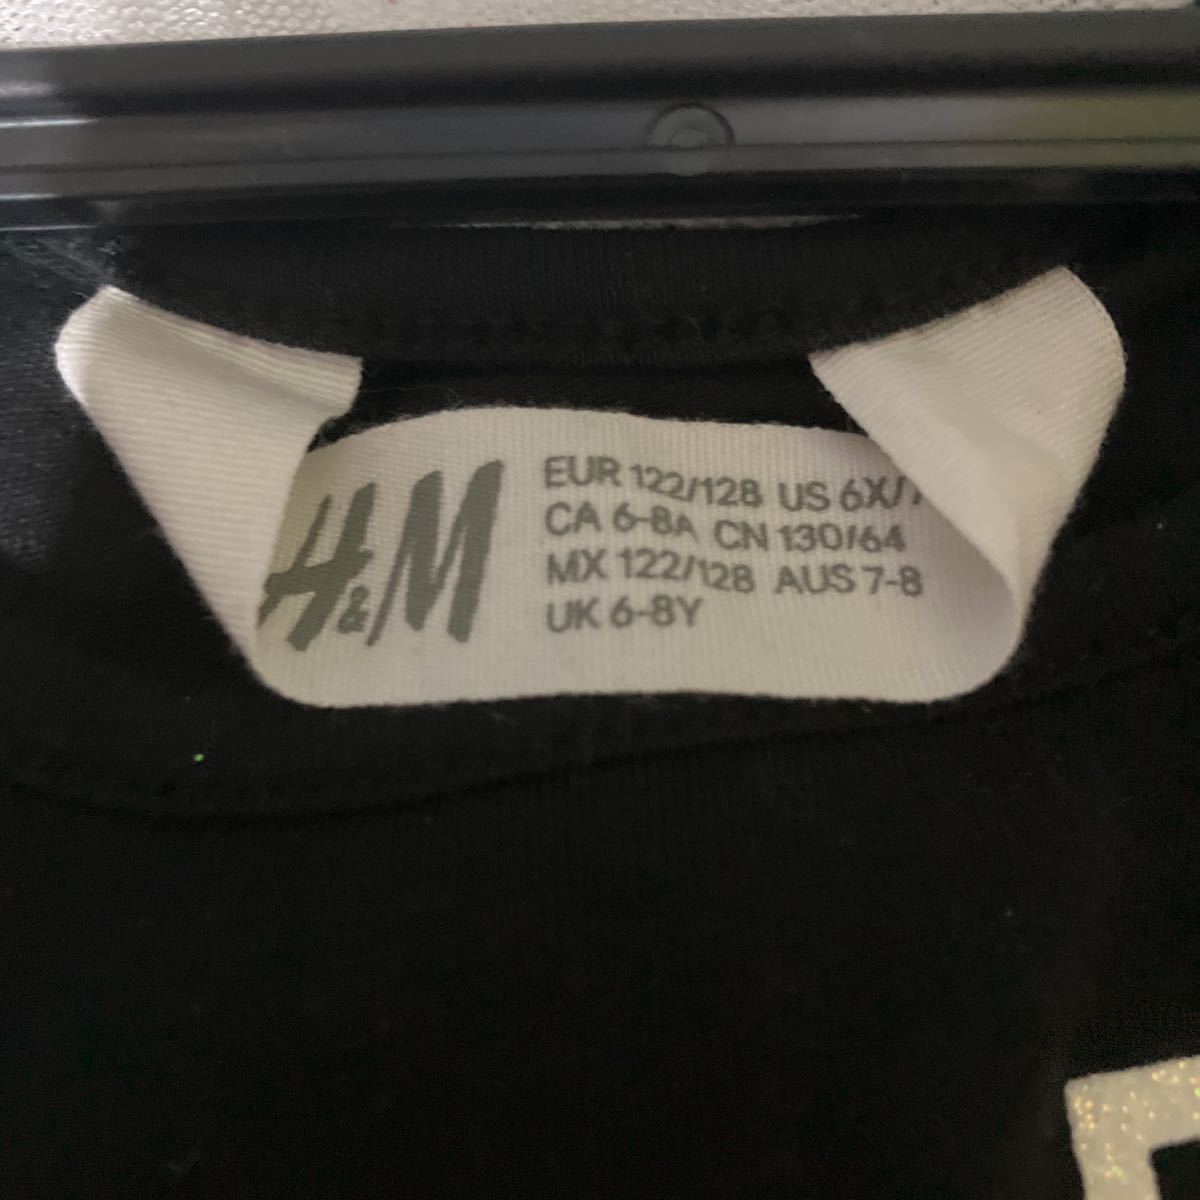 H&M
EUR 122/128 US 6X/7
CA 6-8A CN 130/64
MX 122/128 AUS 7-8
UK 6-8Y